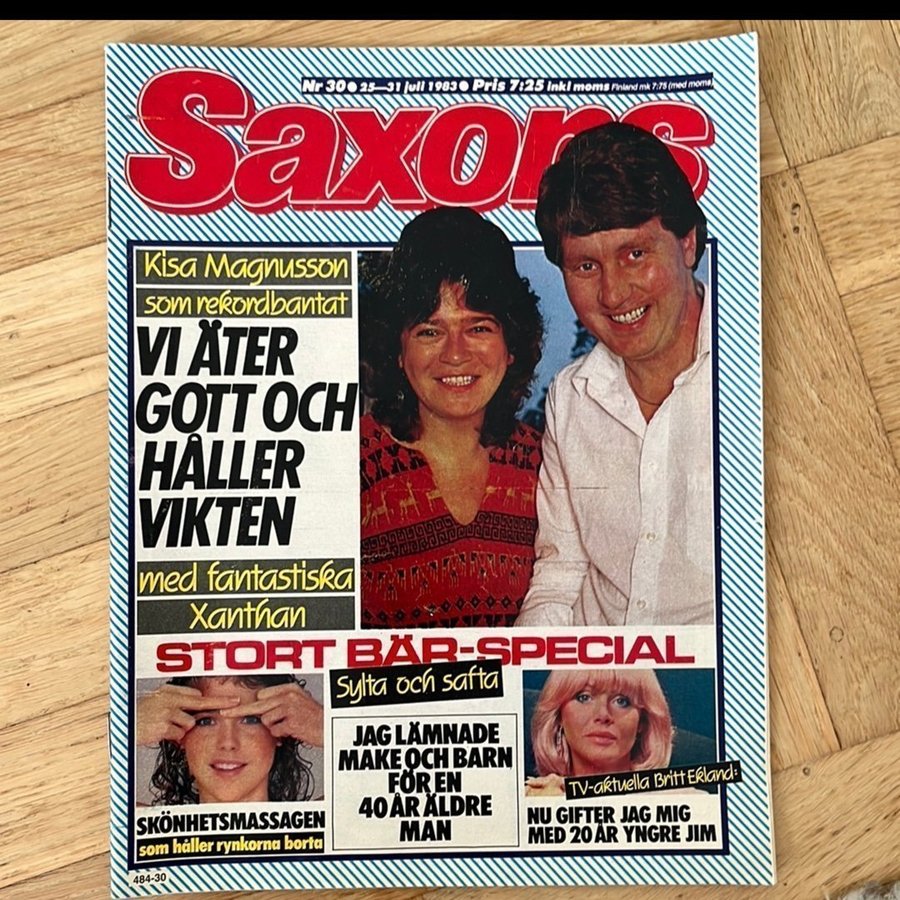 Nr 30 ● 25—31 juli 1983 ● Pris 7:25 inkl moms Finland mk 7:75 (med moms)
Saxons
Kisa Magnusson
som rekordbantat
VI ÄTER
GOTT OCH
HÅLLER
VIKTEN
med fantastiska
Xanthan
STORT BÄR-SPECIAL
Sylta och safta
SKÖNHETSMASSAGEN
som håller rynkorna borta
JAG LÄMNADE
MAKE OCH BARN
FÖR EN
40 ÅR ÄLDRE
MAN
TV-aktuella Britt Ekland:
NU GIFTER JAG MIG
MED 20 ÅR YNGRE JIM
484-30